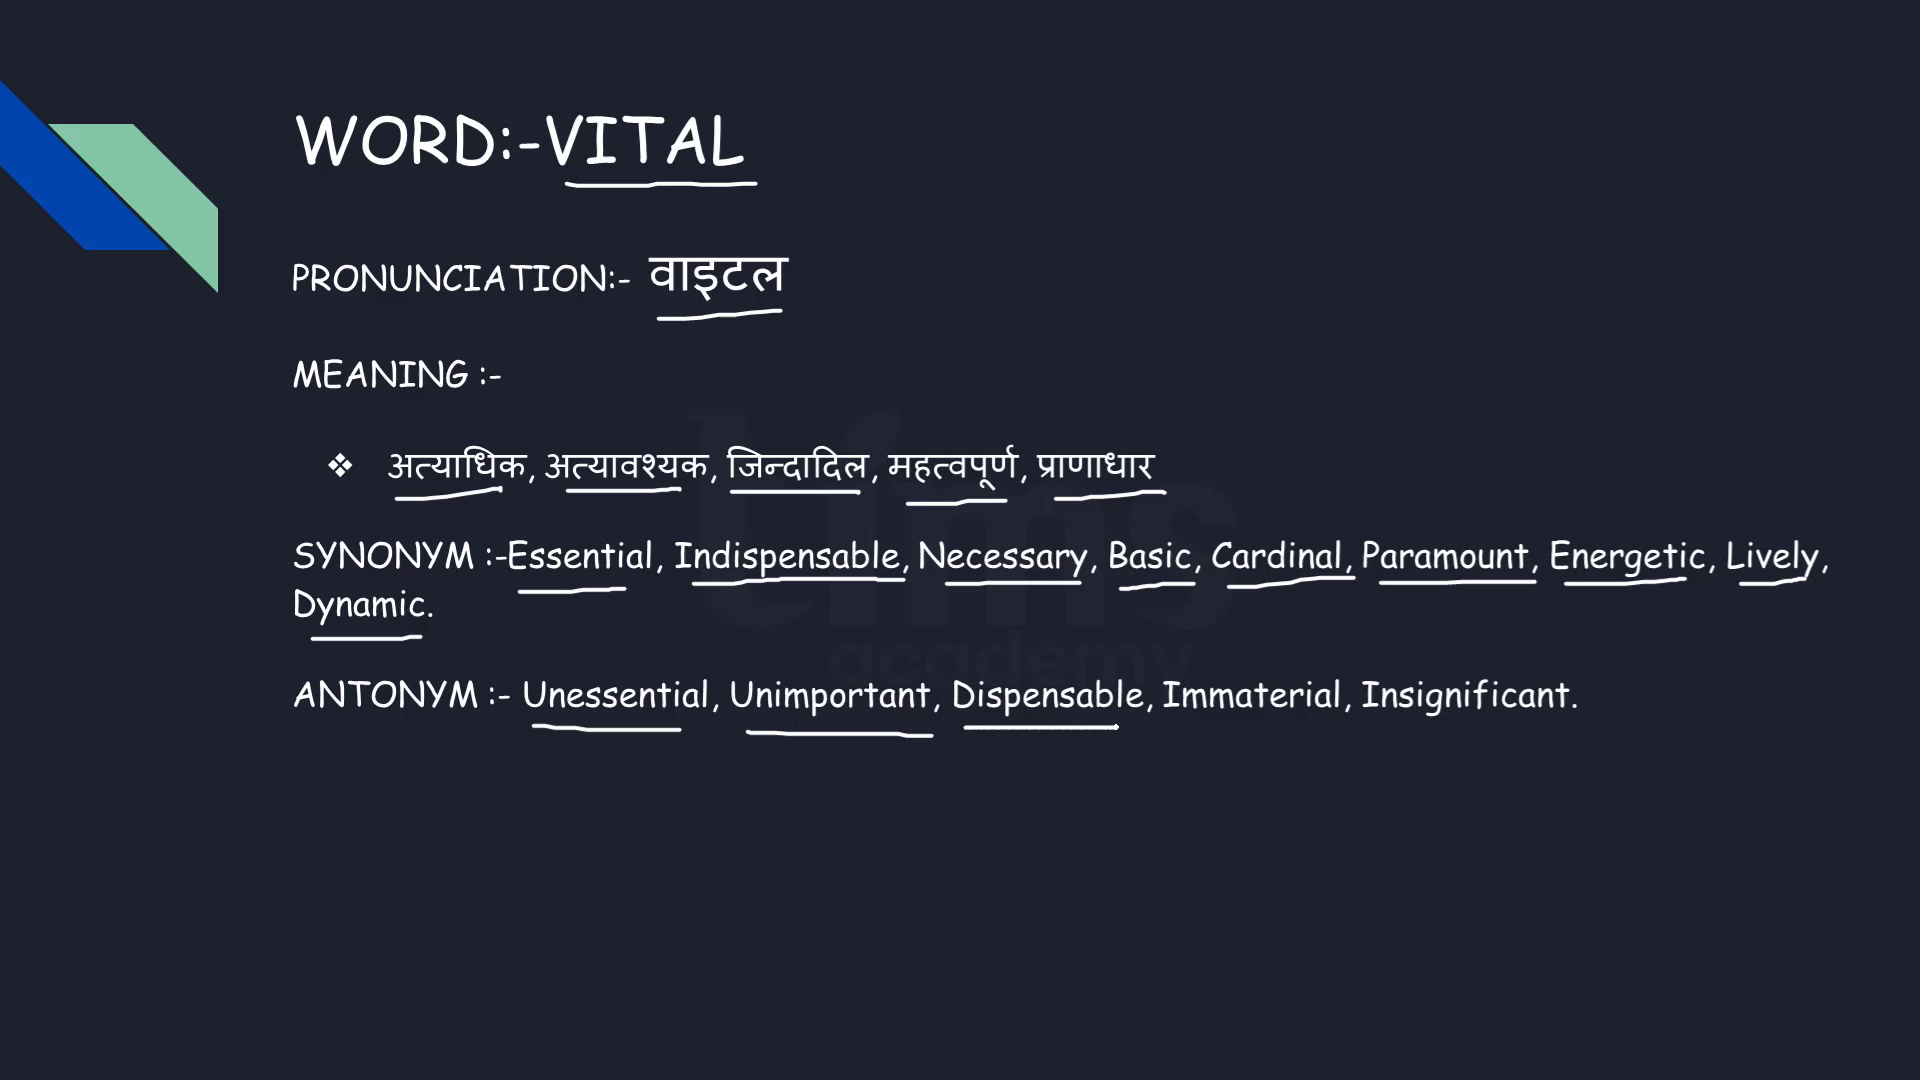 WORD:-VITAL
PRONUNCIATION:- वाइटल
MEANING :-
❖ अत्याधिक, अत्यावश्यक, जिन्दादिल, महत्वपूर्ण, प्राणाधार
SYNONYM :-Essential, Indispensable, Necessary, Basic, Cardinal, Paramount, Energetic, Lively,
Dynamic.
academy
ANTONYM :- Unessential, Unimportant, Dispensable, Immaterial, Insignificant.